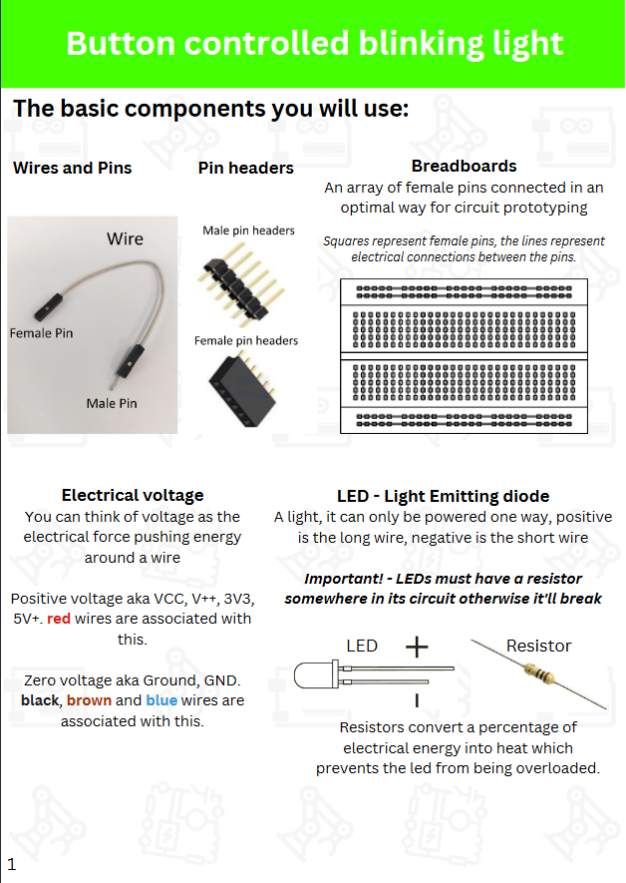 Button controlled blinking light
The basic components you will use:
Wires and Pins
Wire
Female Pin
Male Pin
Pin headers
Male pin headers
Female pin headers
Breadboards
An array of female pins connected in an
optimal way for circuit prototyping
Squares represent female pins, the lines represent
electrical connections between the pins.
Electrical voltage
You can think of voltage as the
electrical force pushing energy
around a wire
Positive voltage aka VCC, V++, 3V3,
5V+. red wires are associated with
this.
Zero voltage aka Ground, GND.
black, brown and blue wires are
associated with this.
LED - Light Emitting diode
A light, it can only be powered one way, positive
is the long wire, negative is the short wire
Important! - LEDs must have a resistor
somewhere in its circuit otherwise it'll break
LED +
Resistor
-
Resistors convert a percentage of
electrical energy into heat which
prevents the led from being overloaded.
1